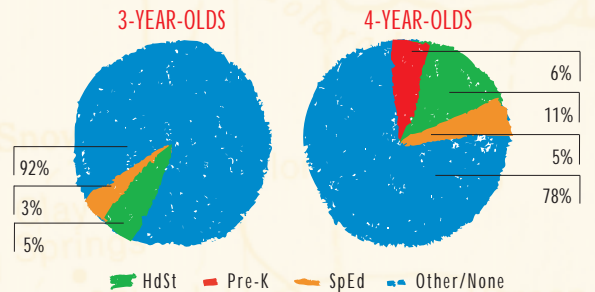 3-YEAR-OLDS
4-YEAR-OLDS
92%
3%
5%
6%
11%
5%
78%
HdSt Pre-K SpEd Other/None